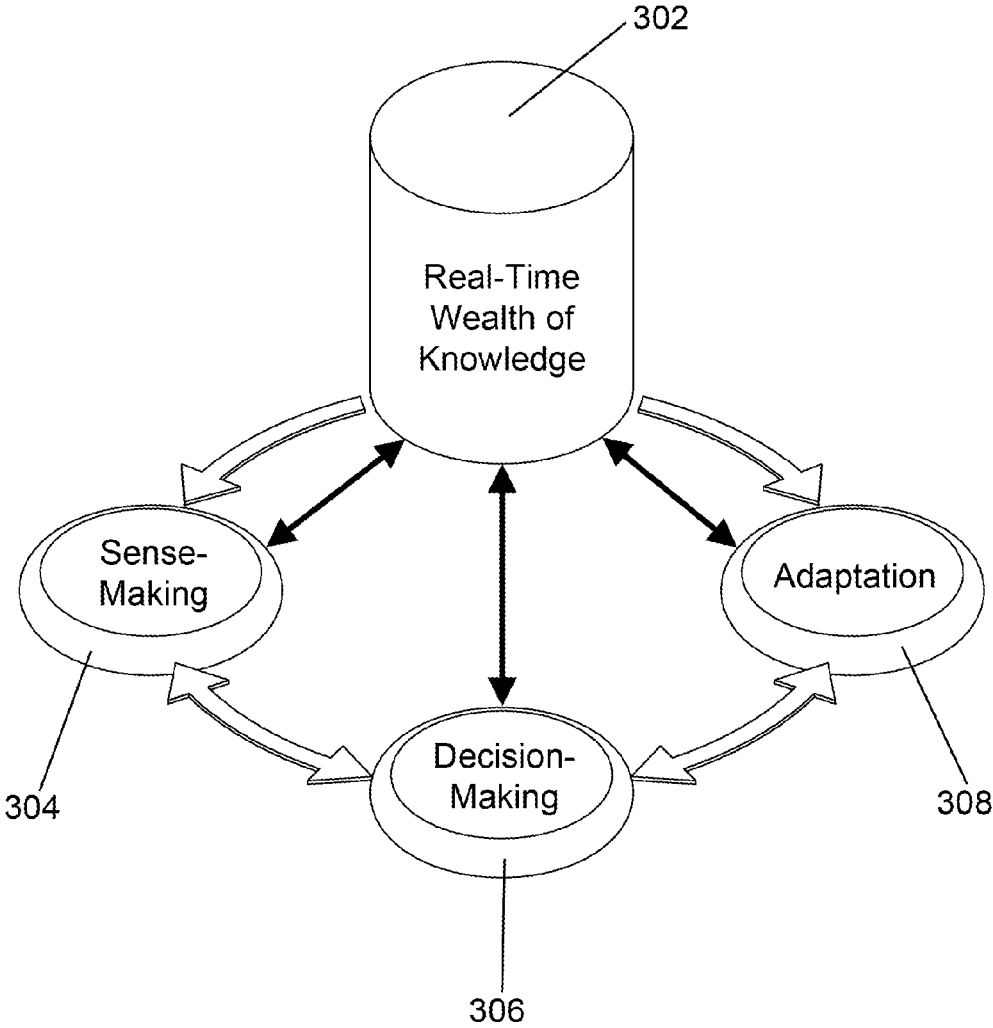 302
Real-Time
Wealth of
Knowledge
Sense-
Making
Adaptation
Decision-
Making
304
308
306